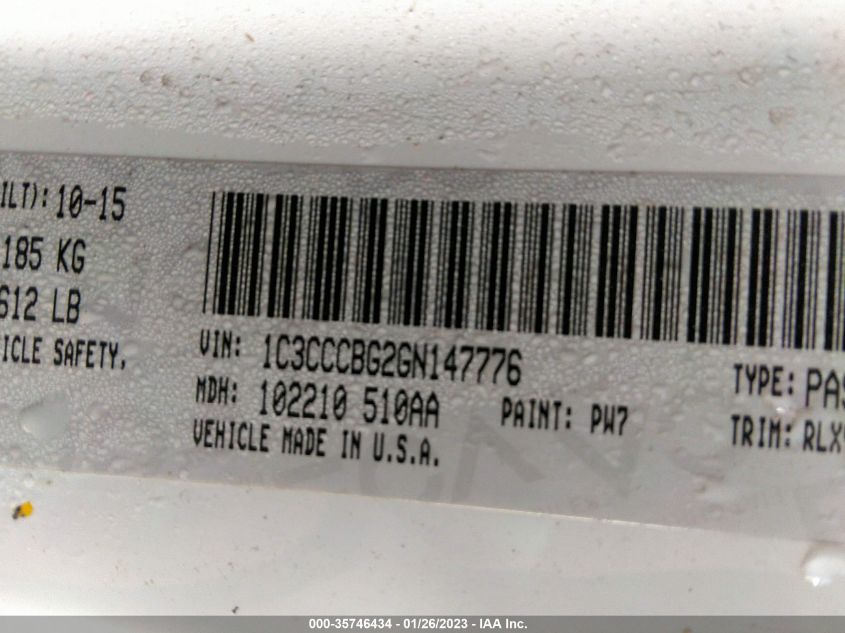 ILT): 10-15
185 KG
612 LB
ICLE SAFETY.
VIN: 1C3CCCBG2GN147776
MDH: 102210 510AA
PAINT: PW7
VEHICLE MADE IN U.S.A.
TYPE: PAS
TRIM: RLX
000-35746434 - 01/26/2023 - IAA Inc.